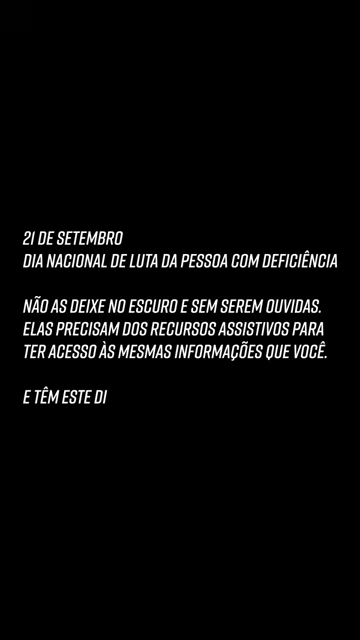 21 DE SETEMBRO
DIA NACIONAL DE LUTA DA PESSOA COM DEFICIÊNCIA
NÃO AS DEIXE NO ESCURO E SEM SEREM OUVIDAS.
ELAS PRECISAM DOS RECURSOS ASSISTIVOS PARA
TER ACESSO ÀS MESMAS INFORMAÇÕES QUE VOCÊ.
E TÊM ESTE DI